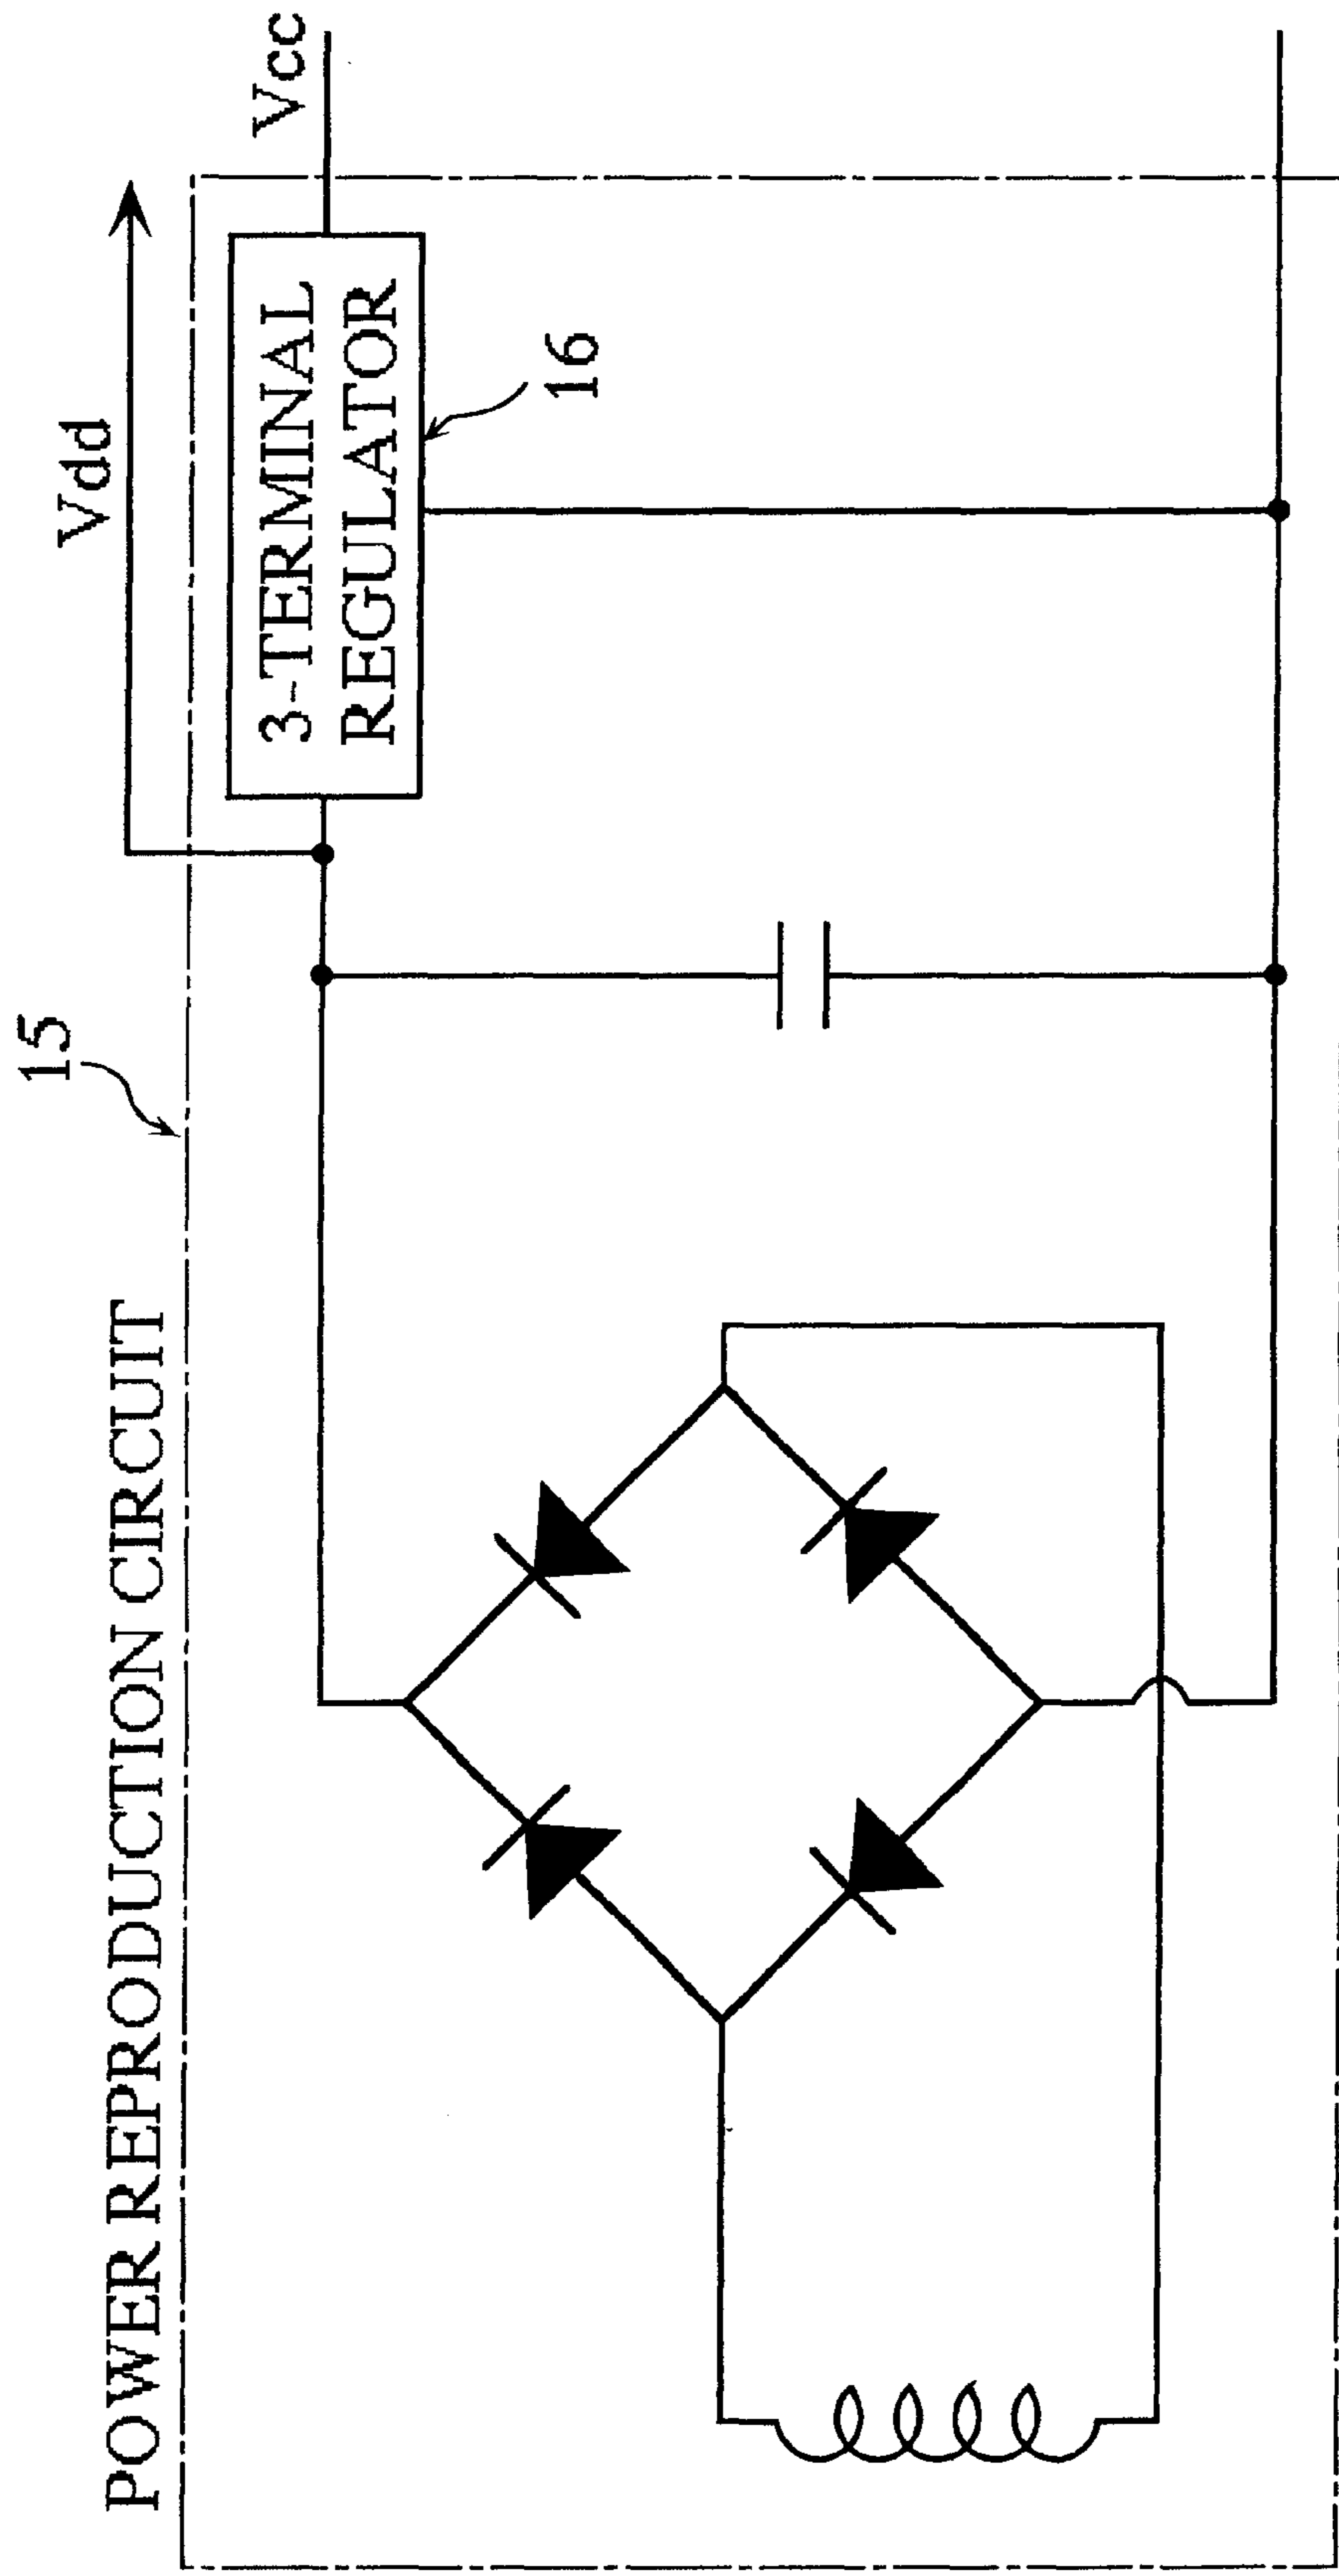 POWER REPRODUCTION CIRCUIT
15
Vdd
Vcc
3-TERMINAL
REGULATOR
16